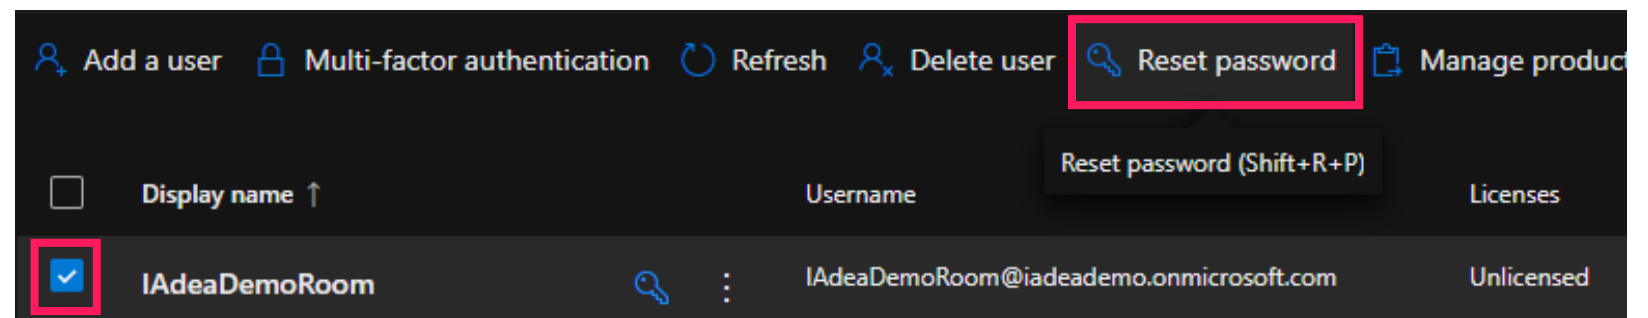 Add a user Multi-factor authentication Refresh Delete user Reset password Manage product
Reset password (Shift+R+P)
Display name ↑ Username Licenses
IAdeaDemoRoom IAdeaDemoRoom@iadeademo.onmicrosoft.com Unlicensed